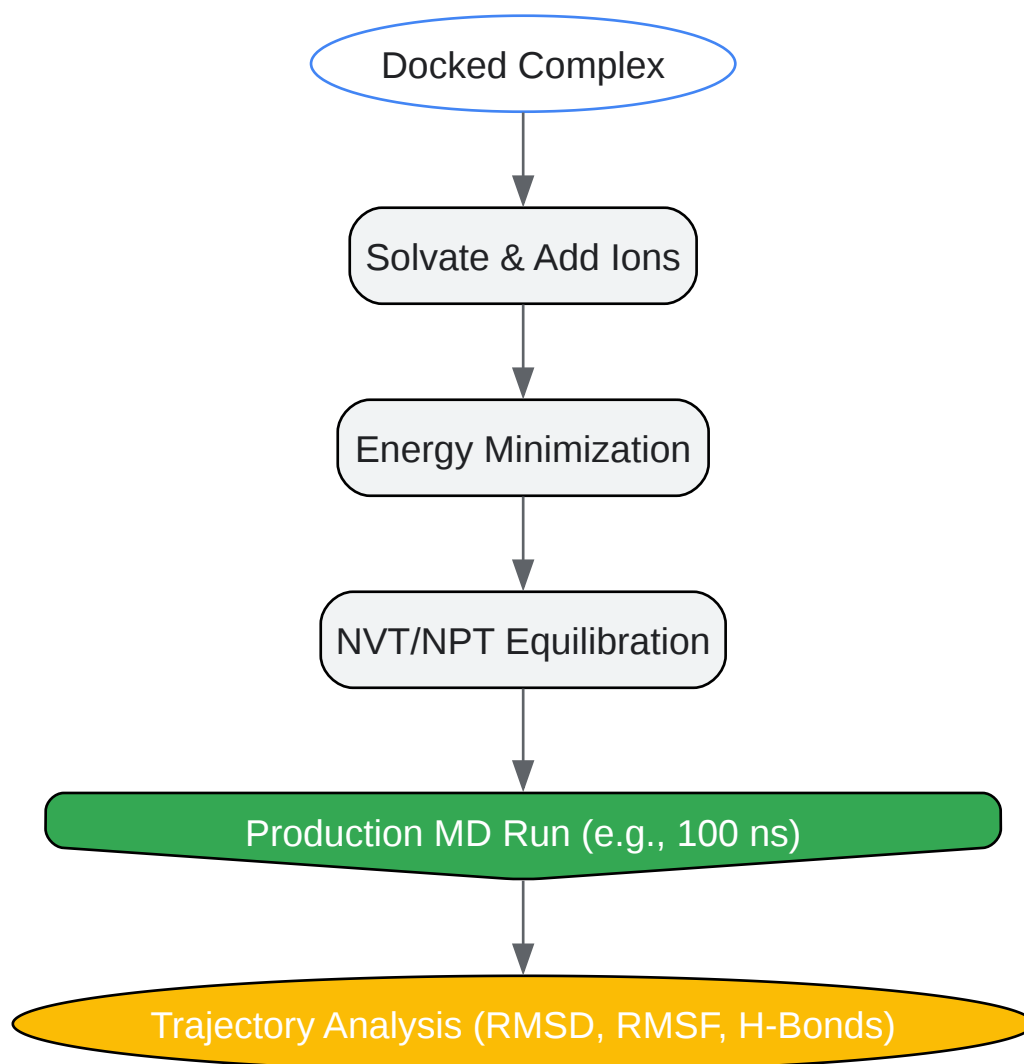 Docked Complex
Solvate & Add Ions
Energy Minimization
NVT/NPT Equilibration
Production MD Run (e.g., 100 ns)
Trajectory Analysis (RMSD, RMSF, H-Bonds)